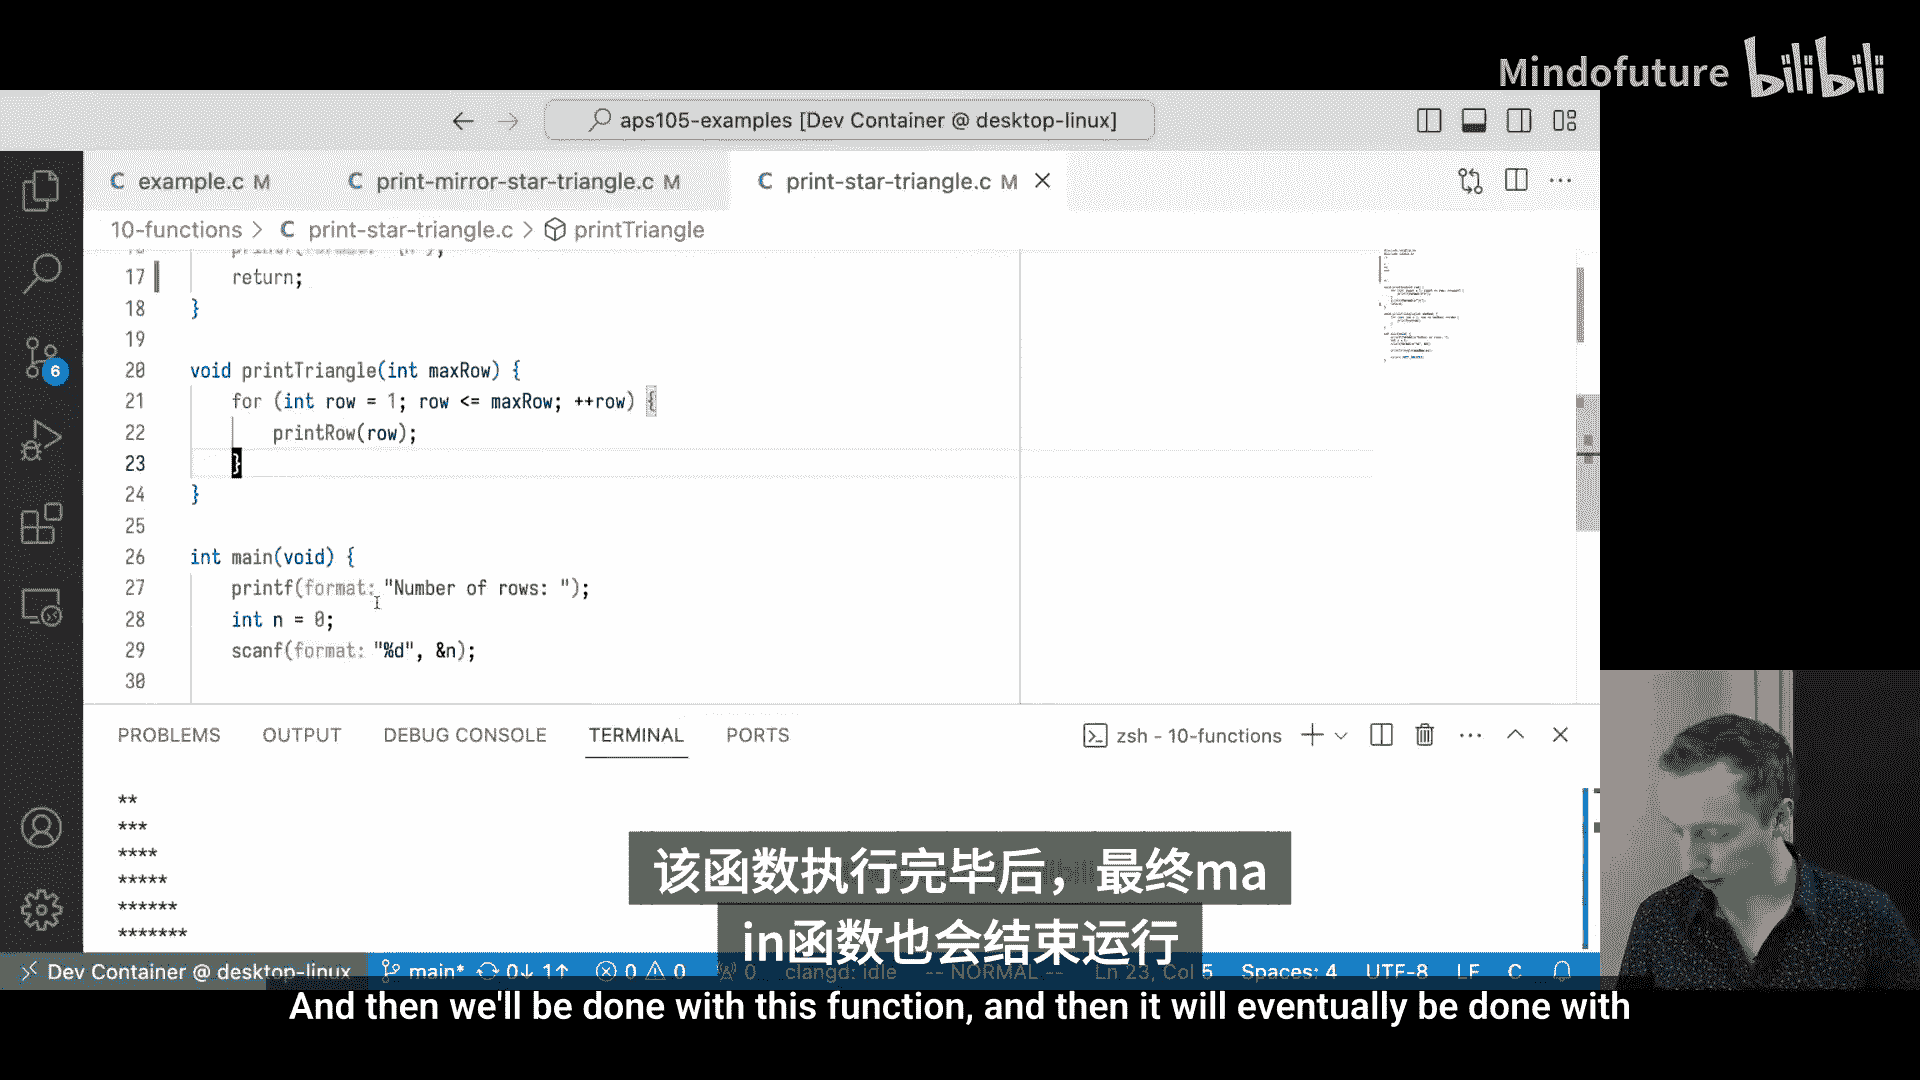 Mindofuture bilibili
aps105-examples [Dev Container @ desktop-linux]
example.c M
print-mirror-star-triangle.c M
print-star-triangle.c M
10-functions > C print-star-triangle.c > printTriangle
17 return;
18 }
19
20 void printTriangle(int maxRow) {
21 for (int row = 1; row <= maxRow; ++row) {
22 printRow(row);
23 }
24 }
25
26 int main(void) {
27 printf(format: "Number of rows: ");
28 int n = 0;
29 scanf(format: "%d", &n);
30
6
PROBLEMS OUTPUT DEBUG CONSOLE TERMINAL PORTS
zsh - 10-functions
**
***
****
*****
******
*******
该函数执行完毕后，最终ma
in函数也会结束运行
Dev Container @ desktop-linux main* 0↓ 1↑ 0 0 0 clangd: idle -- NORMAL -- Ln 23, Col 5 Spaces: 4 UTF-8 LF C
And then we'll be done with this function, and then it will eventually be done with